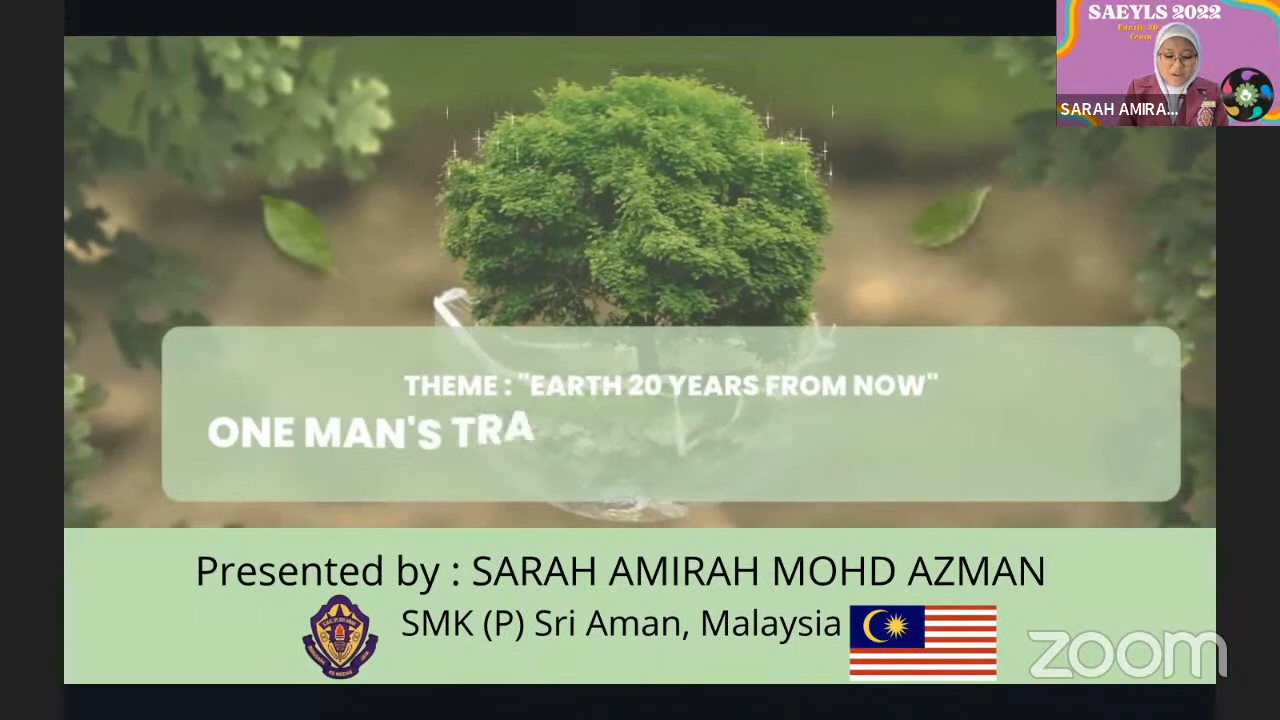 SAEYLS 2022
SARAH AMIRA...
THEME : "EARTH 20 YEARS FROM NOW"
ONE MAN'S TRA
Presented by : SARAH AMIRAH MOHD AZMAN
SMK (P) Sri Aman, Malaysia
zoom